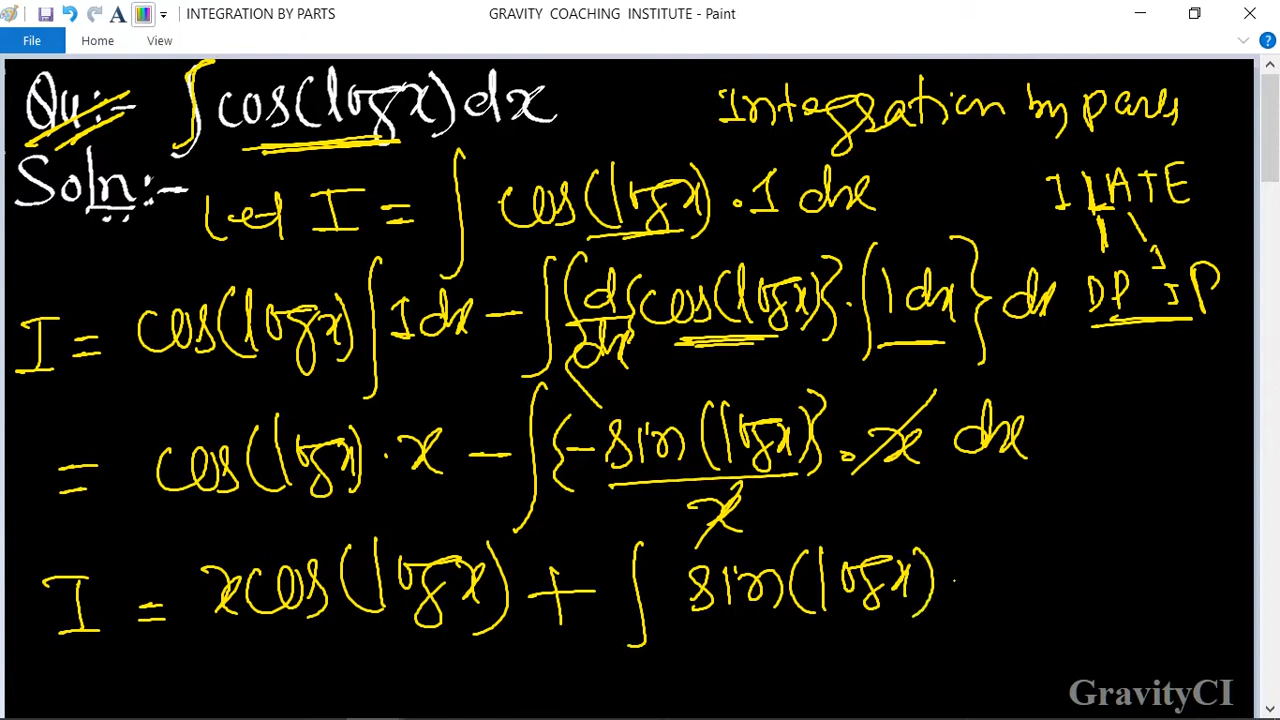 INTEGRATION BY PARTS GRAVITY COACHING INSTITUTE - Paint
File Home View
Qu:- ∫cos(logx)dx Integration by parts
Soln:-
Let I = ∫ cos(logx)·1 dx ILATE
I = cos(logx)∫1dx - ∫{d/dx{cos(logx)}·∫1dx}dx DP IP
= cos(logx)·x - ∫{-sin(logx)}/x · x dx
I = xcos(logx) + ∫ sin(logx)
GravityCI